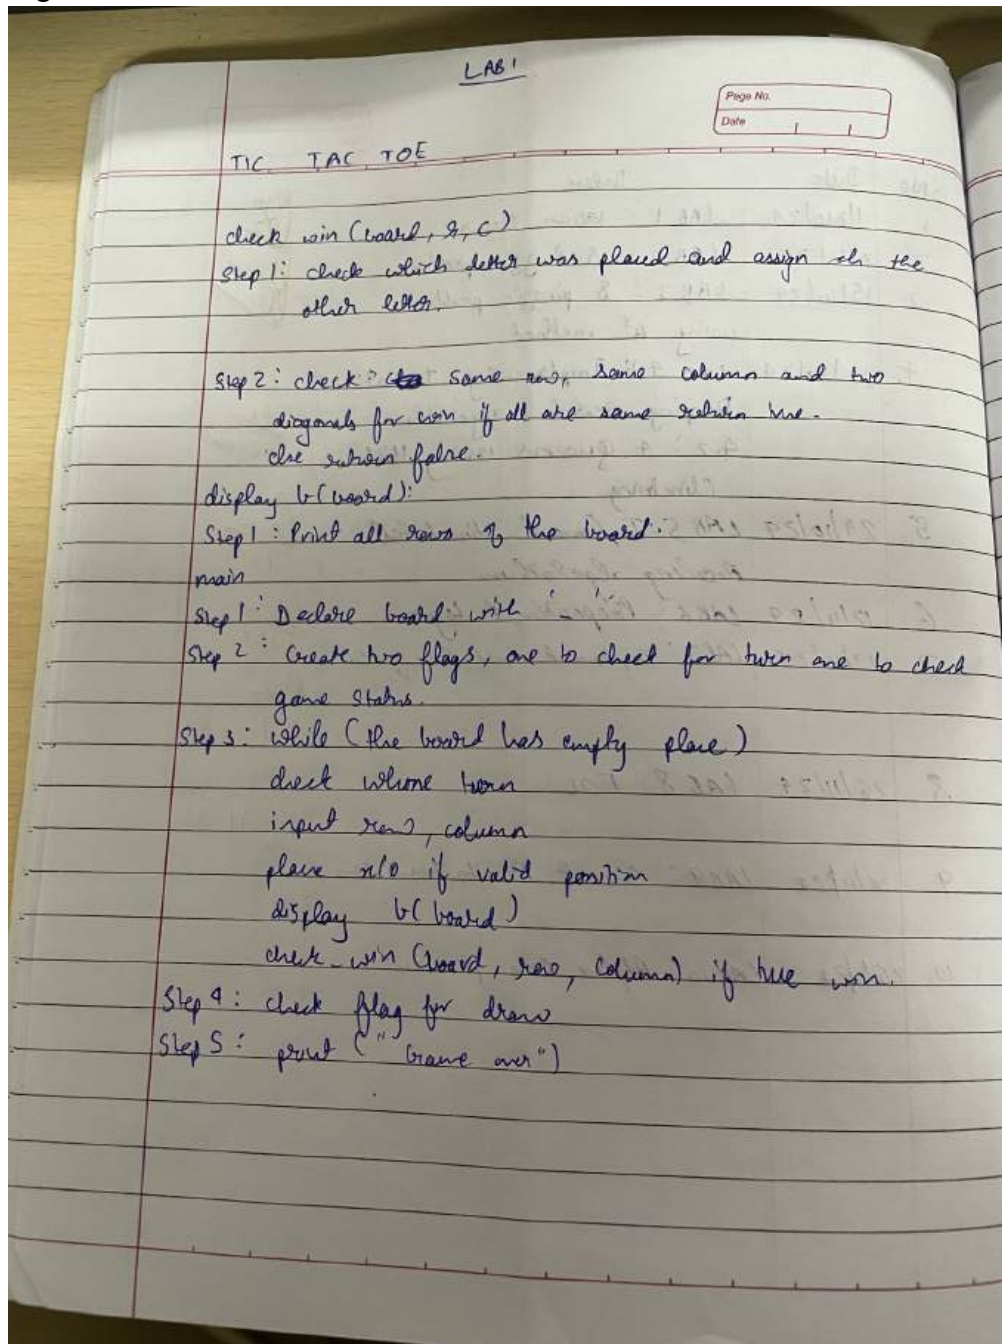 LAB 1
Page No.
Date
TIC TAC TOE
check win (board, r, c)
Step 1: check which letter was placed and assign ch the
other letter.
Step 2: check: same row, same column and two
diagonals for win if all are same return true.
else return false.
display b(board):
Step 1: Print all rows of the board.
main
Step 1: Declare board with -
Step 2: Create two flags, one to check for turn one to check
game status.
Step 3: while (the board has empty place)
check whose turn
input row, column
place x/o if valid position
display b(board)
check_win (board, row, column) if true win.
Step 4: check flag for draw
Step 5: print ("Game over")